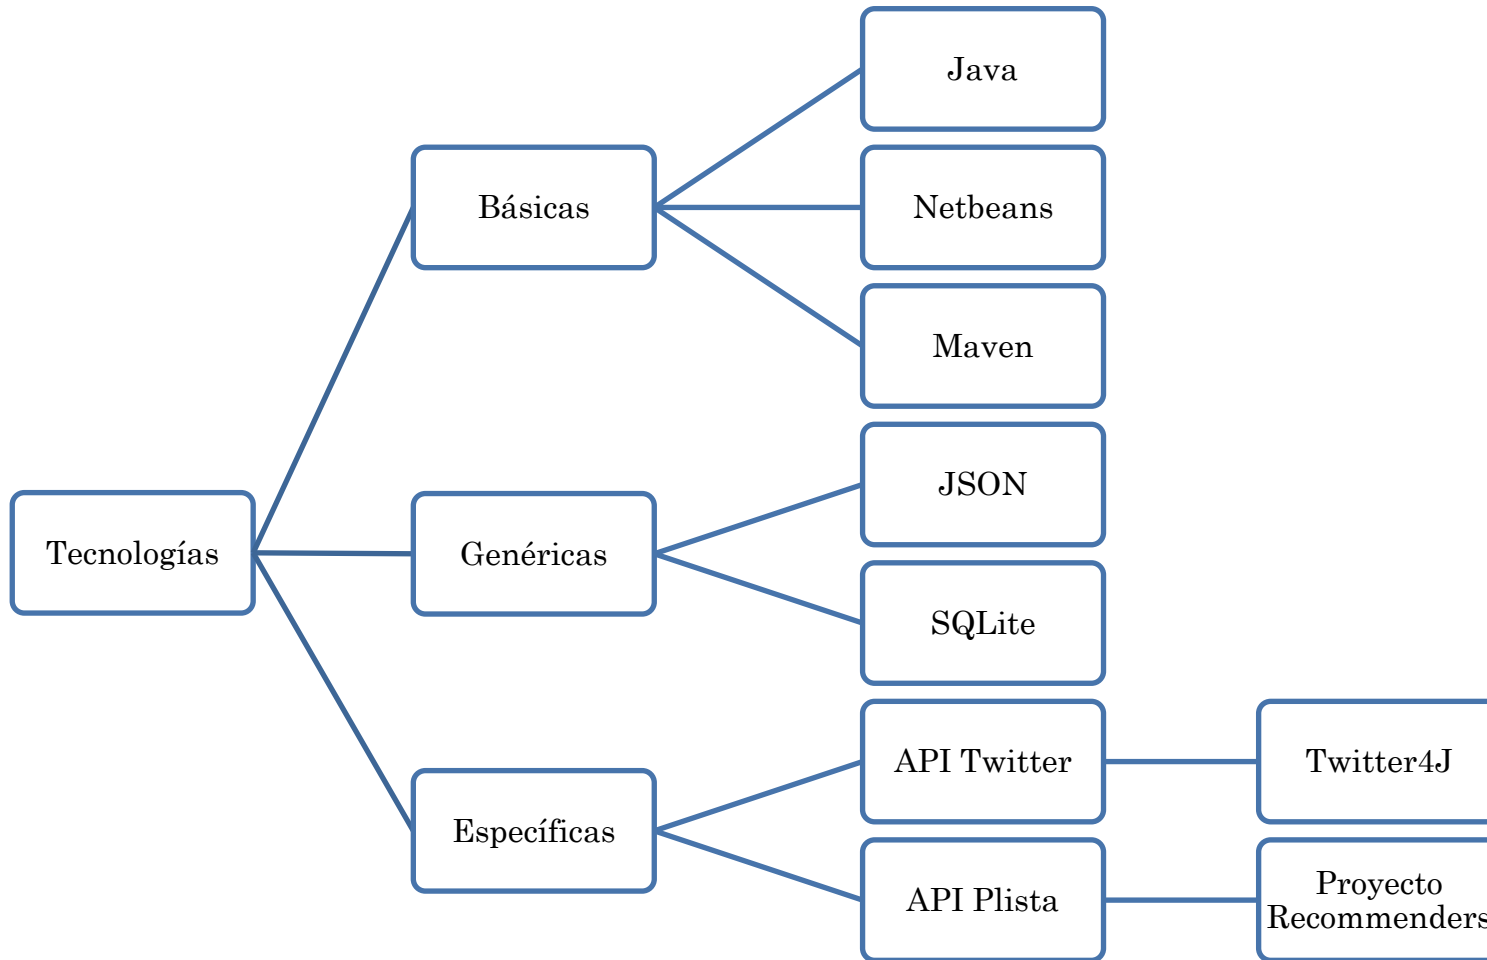 Java
Básicas
Netbeans
Maven
JSON
Tecnologías
Genéricas
SQLite
API Twitter
Twitter4J
Específicas
API Plista
Proyecto
Recommenders